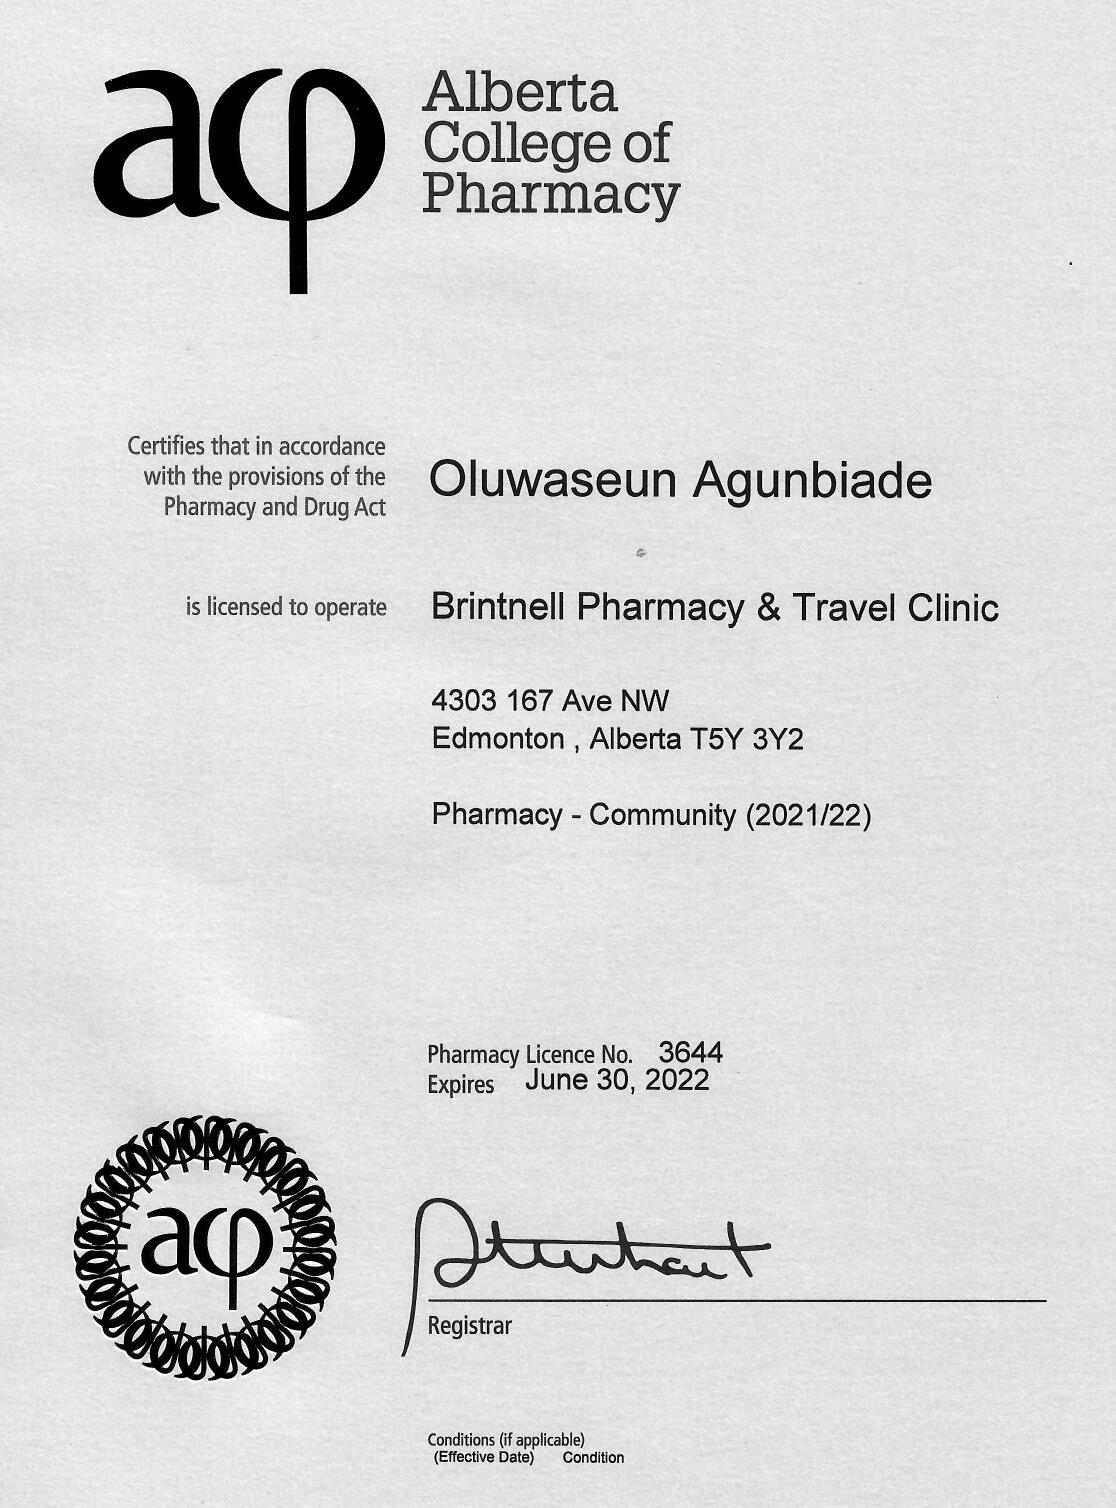 acp
Alberta
College of
Pharmacy
Certifies that in accordance
with the provisions of the
Pharmacy and Drug Act
Oluwaseun Agunbiade
is licensed to operate
Brintnell Pharmacy & Travel Clinic
4303 167 Ave NW
Edmonton , Alberta T5Y 3Y2
Pharmacy - Community (2021/22)
Pharmacy Licence No. 3644
Expires June 30, 2022
acp
Registrar
Conditions (if applicable)
(Effective Date) Condition